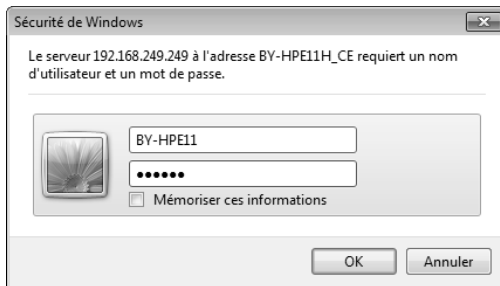 Sécurité de Windows
Le serveur 192.168.249.249 à l'adresse BY-HPE11H_CE requiert un nom
d'utilisateur et un mot de passe.
BY-HPE11
••••••
Mémoriser ces informations
OK
Annuler